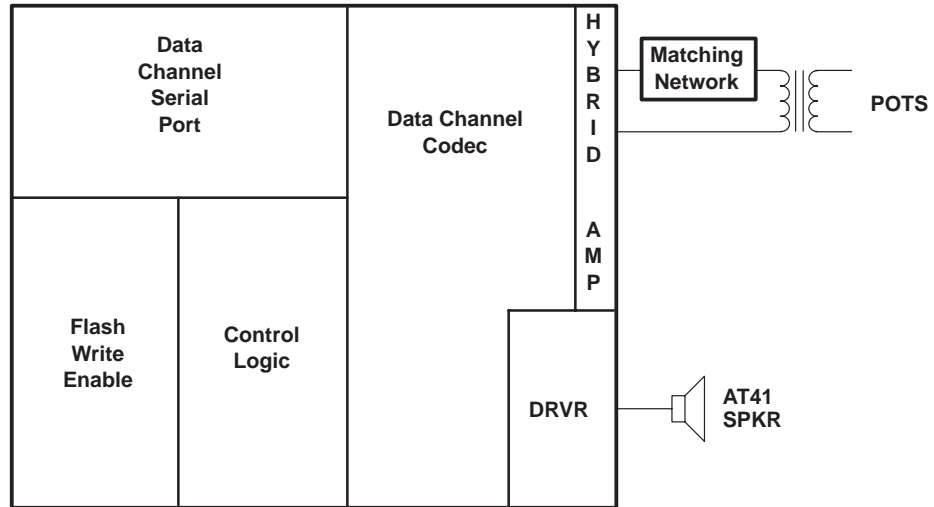 Data
Channel
Serial
Port
Data Channel
Codec
H
Y
B
R
I
D
A
M
P
Matching
Network
POTS
Flash
Write
Enable
Control
Logic
DRVR
AT41
SPKR